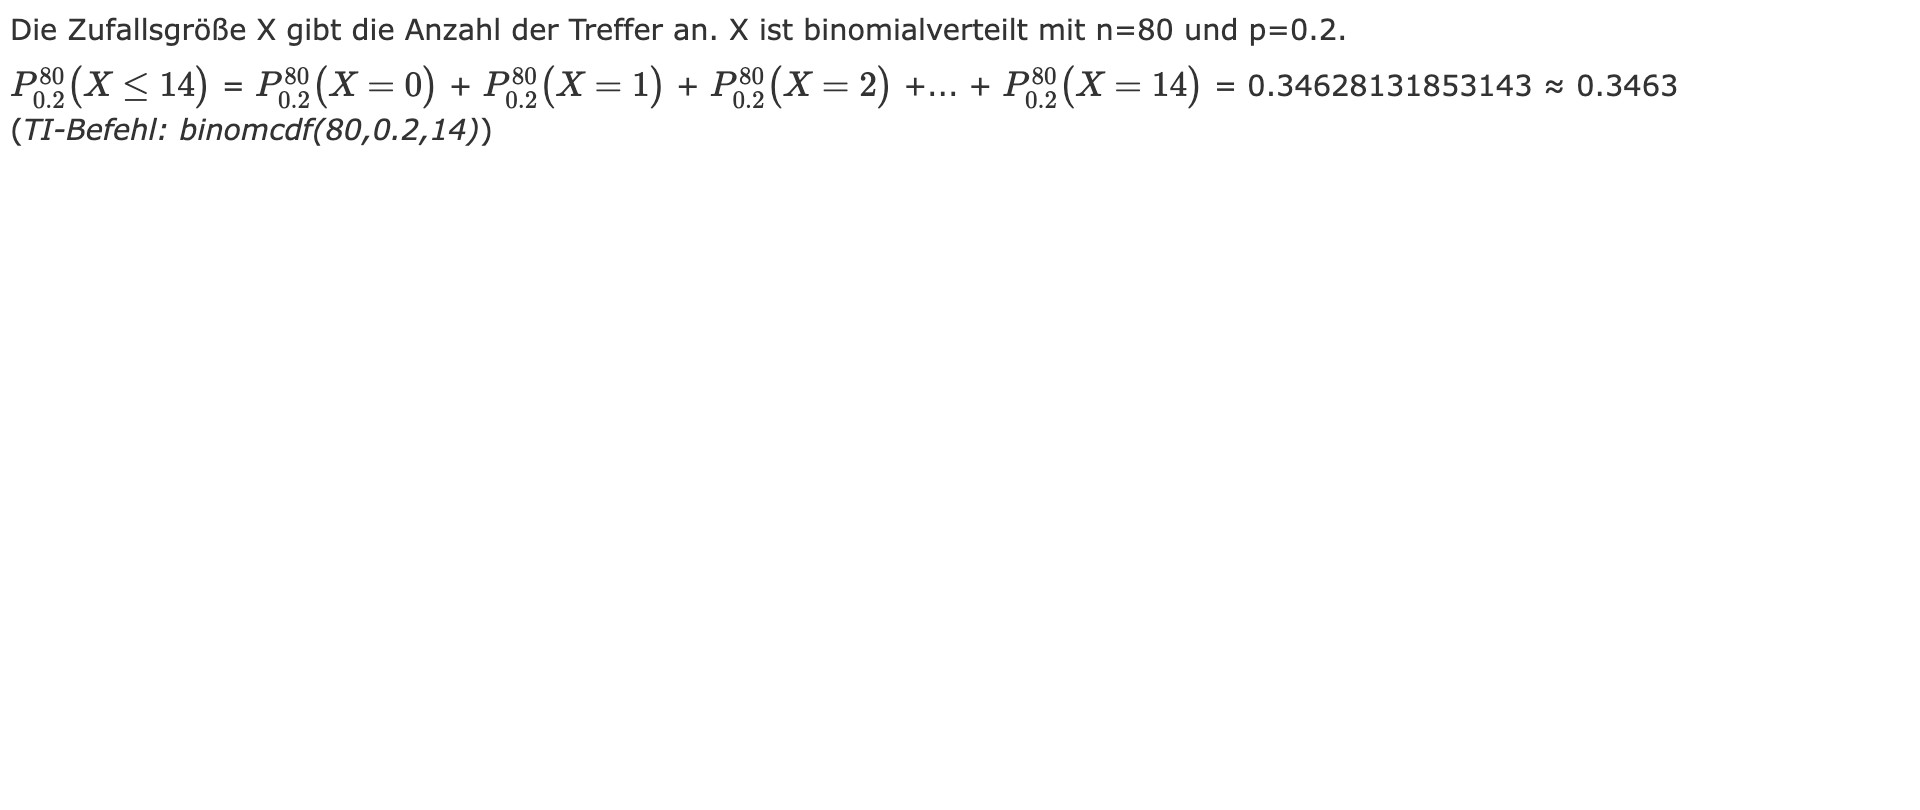 Die Zufallsgröße X gibt die Anzahl der Treffer an. X ist binomialverteilt mit n=80 und p=0.2.
$P_{0.2}^{80}(X \leq 14)$ = $P_{0.2}^{80}(X = 0)$ + $P_{0.2}^{80}(X = 1)$ + $P_{0.2}^{80}(X = 2)$ +... + $P_{0.2}^{80}(X = 14)$ = 0.34628131853143 ≈ 0.3463
(TI-Befehl: binomcdf(80,0.2,14))